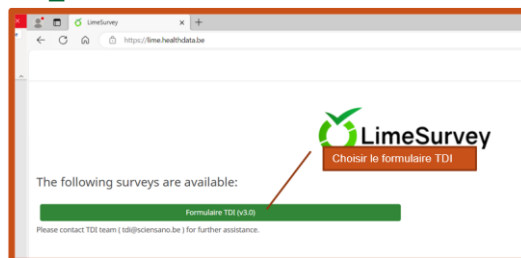 LimeSurvey
https://lime.healthdata.be
LimeSurvey
Choisir le formulaire TDI
The following surveys are available:
Formulaire TDI (v3.0)
Please contact TDI team ( tdi@sciensano.be ) for further assistance.